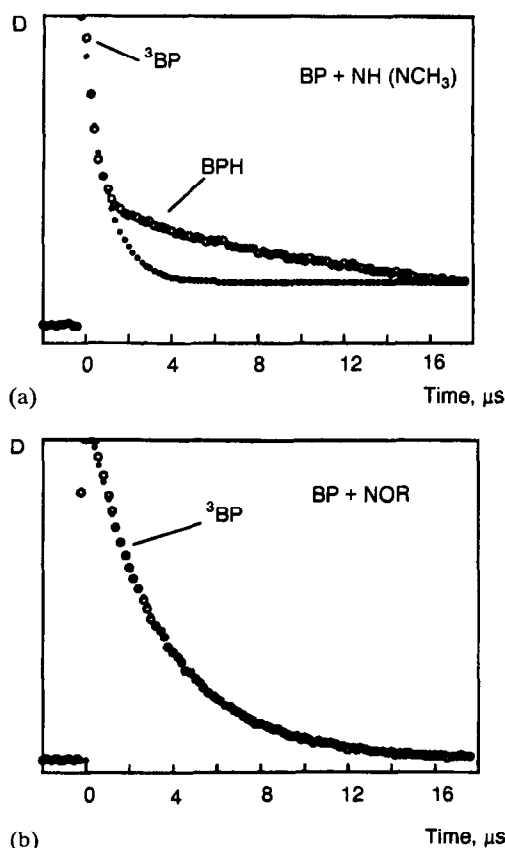 D
³BP
BP + NH (NCH₃)
BPH
0 4 8 12 16
(a)
Time, μs
D
³BP
BP + NOR
0 4 8 12 16
(b)
Time, μs